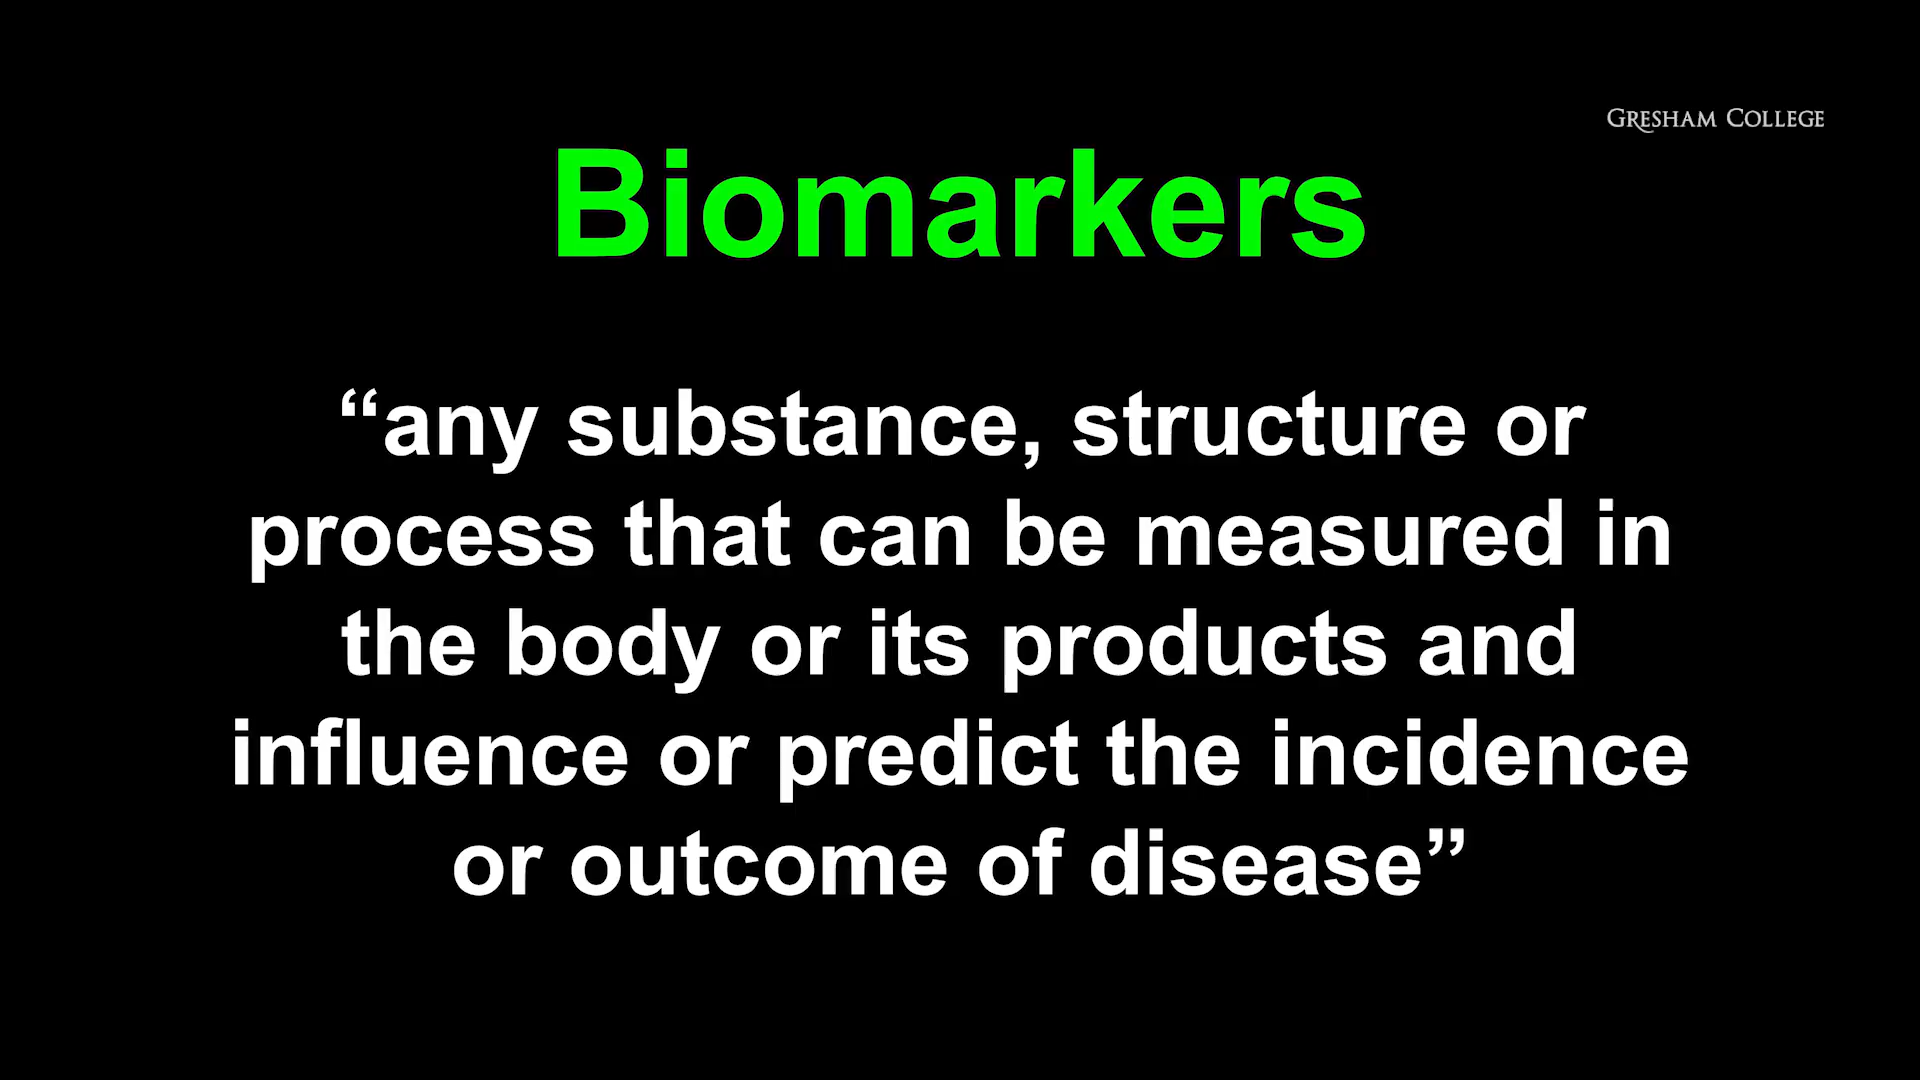 GRESHAM COLLEGE
Biomarkers
“any substance, structure or
process that can be measured in
the body or its products and
influence or predict the incidence
or outcome of disease”